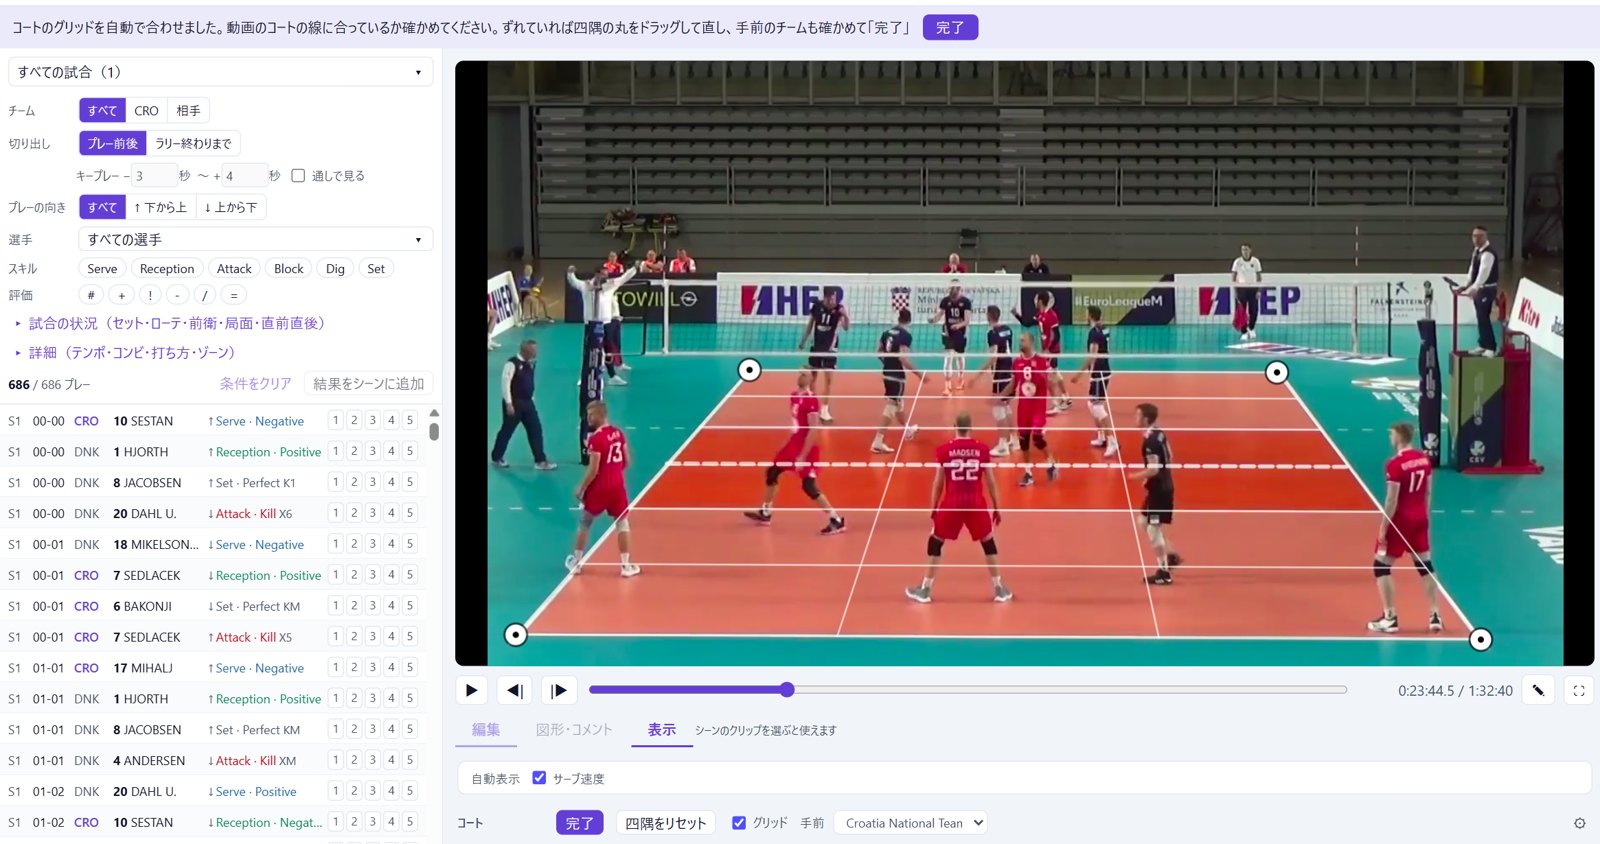 コートのグリッドを自動で合わせました。動画のコートの線に合っているか確かめてください。ずれていれば四隅の丸をドラッグして直し、手前のチームも確かめて「完了」 完了
すべての試合（1）
チーム すべて CRO 相手
切り出し プレー前後 ラリー終わりまで
キープレー − 3 秒 〜 + 4 秒 通しで見る
プレーの向き すべて ↑ 下から上 ↓ 上から下
選手 すべての選手
スキル Serve Reception Attack Block Dig Set
評価 # + ! - / =
▸ 試合の状況（セット・ローテ・前衛・局面・直前直後）
▸ 詳細（テンポ・コンビ・打ち方・ゾーン）
686 / 686 プレー 条件をクリア 結果をシーンに追加
S1 00-00 CRO 10 SESTAN ↑Serve · Negative 1 2 3 4 5
S1 00-00 DNK 1 HJORTH ↑Reception · Positive 1 2 3 4 5
S1 00-00 DNK 8 JACOBSEN ↑Set · Perfect K1 1 2 3 4 5
S1 00-00 DNK 20 DAHL U. ↓Attack · Kill X6 1 2 3 4 5
S1 00-01 DNK 18 MIKELSON... ↓Serve · Negative 1 2 3 4 5
S1 00-01 CRO 7 SEDLACEK ↓Reception · Positive 1 2 3 4 5
S1 00-01 CRO 6 BAKONJI ↓Set · Perfect KM 1 2 3 4 5
S1 00-01 CRO 7 SEDLACEK ↑Attack · Kill X5 1 2 3 4 5
S1 01-01 CRO 17 MIHALJ ↑Serve · Negative 1 2 3 4 5
S1 01-01 DNK 1 HJORTH ↑Reception · Positive 1 2 3 4 5
S1 01-01 DNK 8 JACOBSEN ↑Set · Perfect KM 1 2 3 4 5
S1 01-01 DNK 4 ANDERSEN ↓Attack · Kill XM 1 2 3 4 5
S1 01-02 DNK 20 DAHL U. ↓Serve · Positive 1 2 3 4 5
S1 01-02 CRO 10 SESTAN ↓Reception · Negat... 1 2 3 4 5
HEP
TOWILL
HEP
#EuroLeagueM
HEP
10
8
13
MADSEN
22
17
CEV
0:23:44.5 / 1:32:40
編集 図形・コメント 表示 シーンのクリップを選ぶと使えます
自動表示 サーブ速度
コート 完了 四隅をリセット グリッド 手前 Croatia National Tean